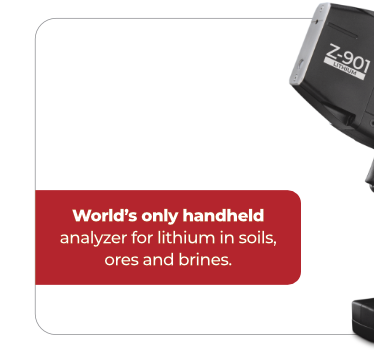 Z-901
LITHIUM
World's only handheld
analyzer for lithium in soils,
ores and brines.